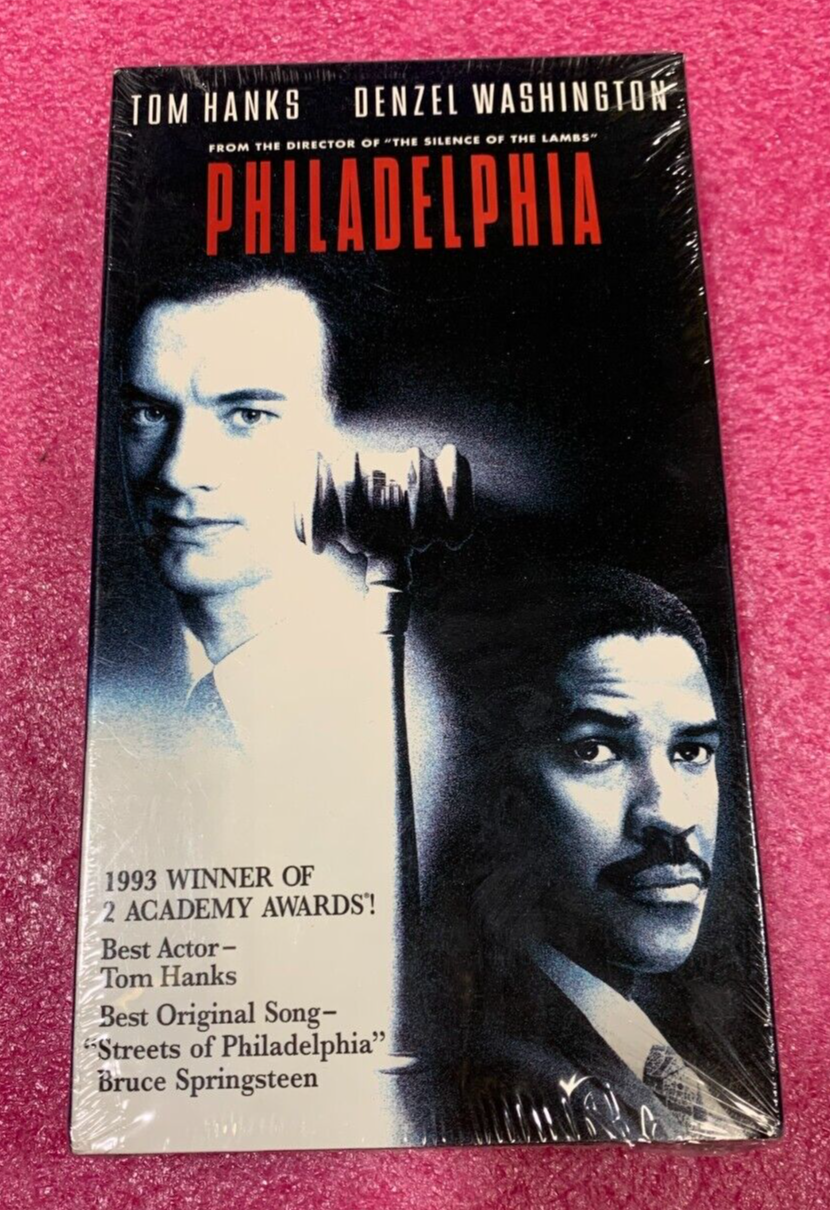 TOM HANKS DENZEL WASHINGTON
FROM THE DIRECTOR OF "THE SILENCE OF THE LAMBS"
PHILADELPHIA
1993 WINNER OF
2 ACADEMY AWARDS®!
Best Actor–
Tom Hanks
Best Original Song–
"Streets of Philadelphia"
Bruce Springsteen